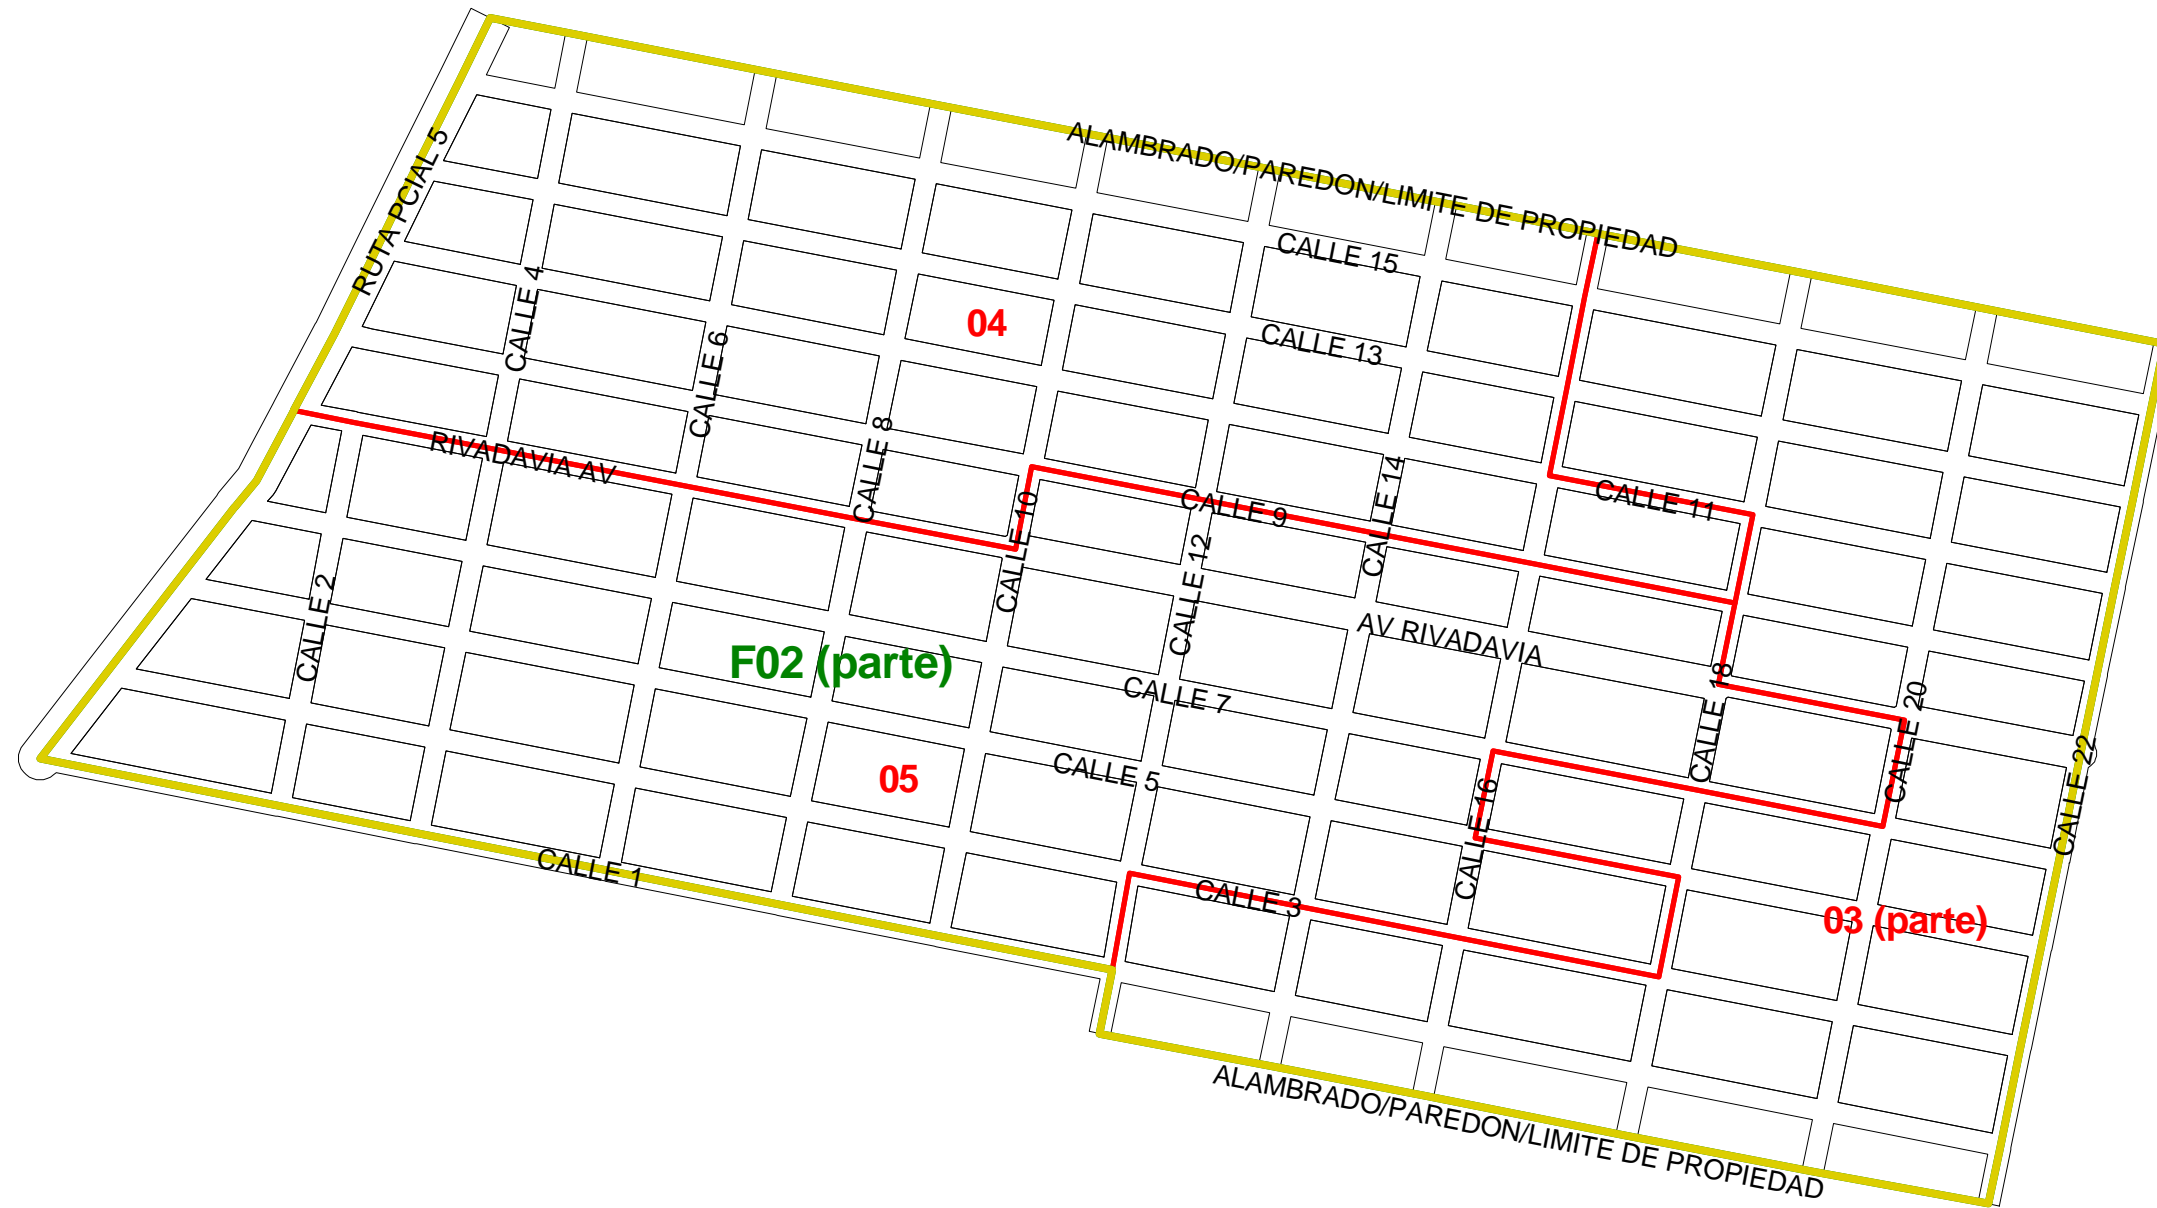 ALAMBRADO/PAREDON/LIMITE DE PROPIEDAD
RUTA PCIAL 5
CALLE 15
CALLE 4
04
CALLE 13
CALLE 6
CALLE 8
RIVADAVIA AV
CALLE 14
CALLE 11
CALLE 9
CALLE 10
CALLE 12
CALLE 2
AV RIVADAVIA
F02 (parte)
CALLE 7
CALLE 18
CALLE 20
CALLE 5
05
CALLE 22
CALLE 16
CALLE 1
CALLE 3
03 (parte)
ALAMBRADO/PAREDON/LIMITE DE PROPIEDAD